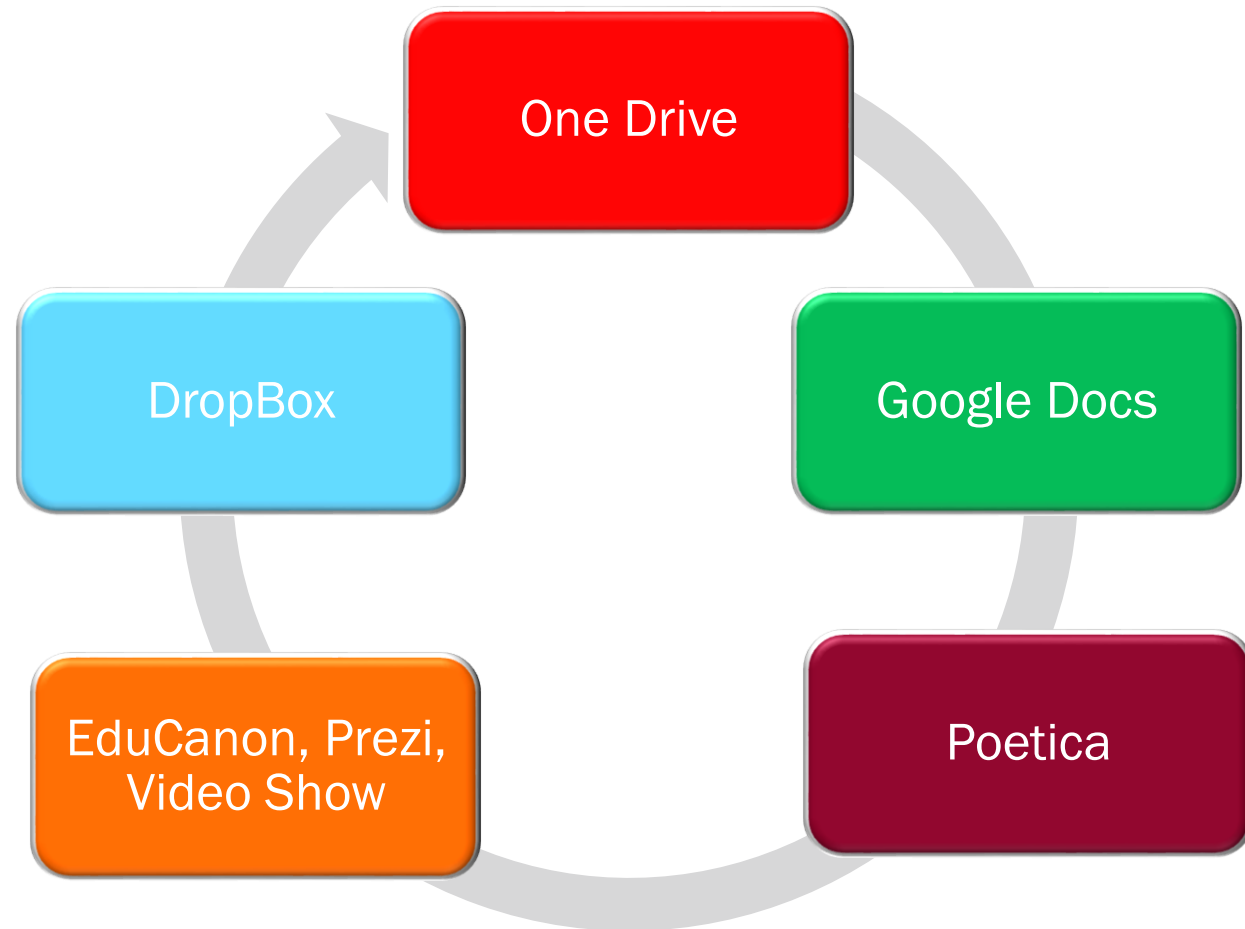 One Drive
DropBox
Google Docs
EduCanon, Prezi,
Video Show
Poetica